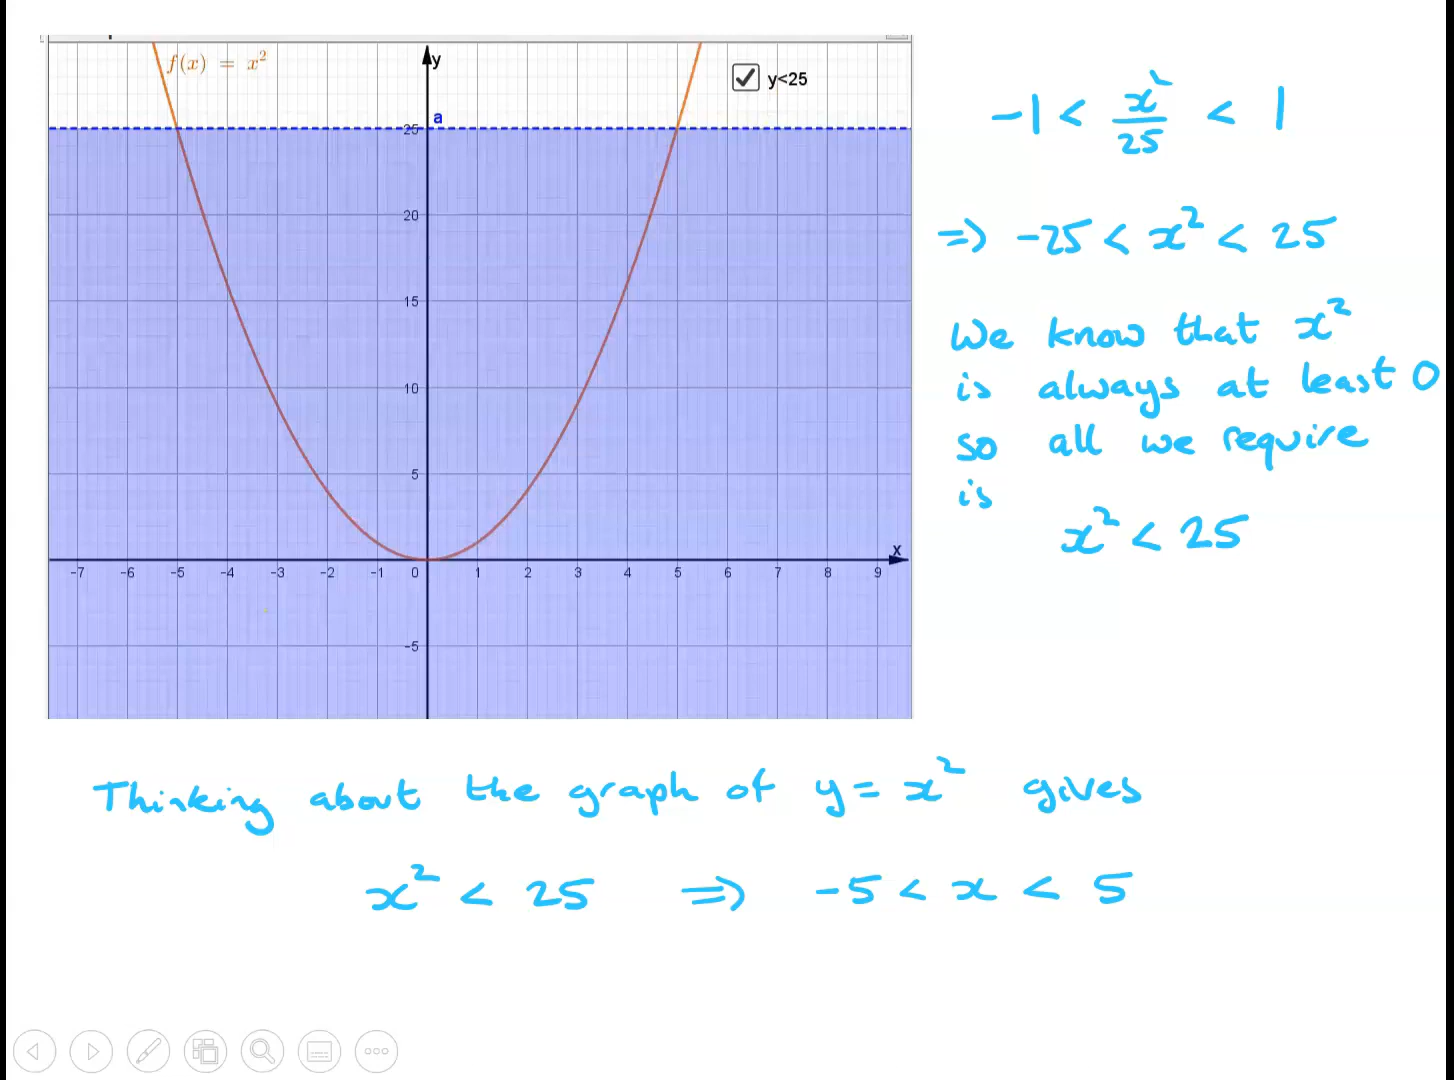 f(x) = x²
y
y<25
a
25
20
15
10
5
x
-7 -6 -5 -4 -3 -2 -1 0 1 2 3 4 5 6 7 8 9
-5
-1 < x²/25 < 1
⇒ -25 < x² < 25
We know that x²
is always at least 0
so all we require
is
x² < 25
Thinking about the graph of y = x² gives
x² < 25 ⇒ -5 < x < 5